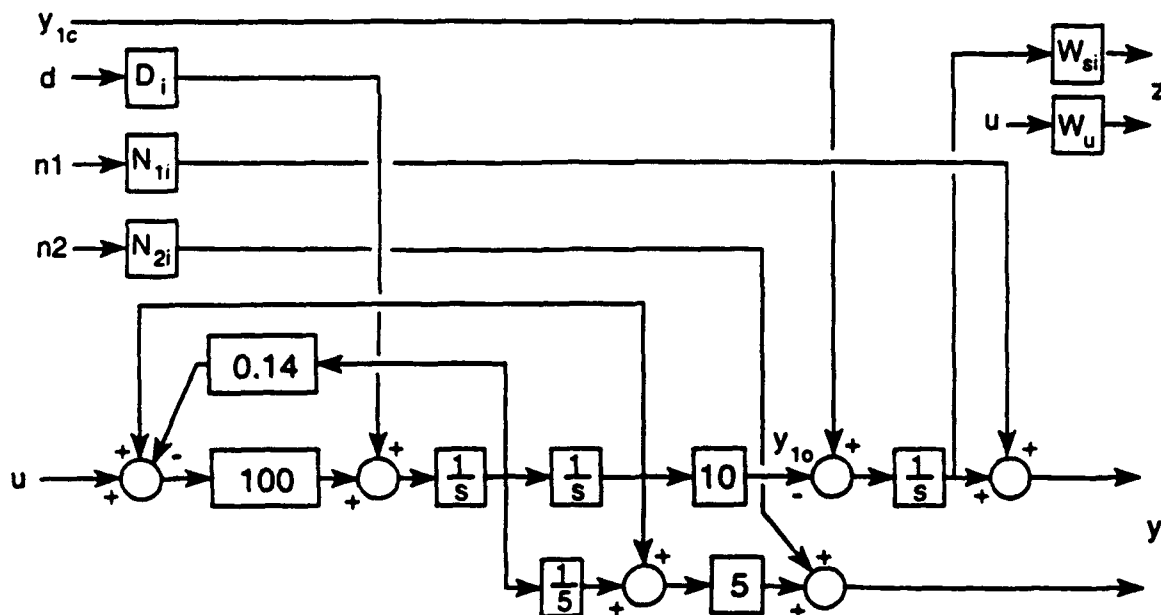 y₁c
d Dᵢ + Wₛᵢ z
u Wᵤ
n1 N₁ᵢ
n2 N₂ᵢ
0.14
+ - + y₁ₒ + +
u + 100 + 1/s 1/s 10 - 1/s + y
1/5 + + 5 + +